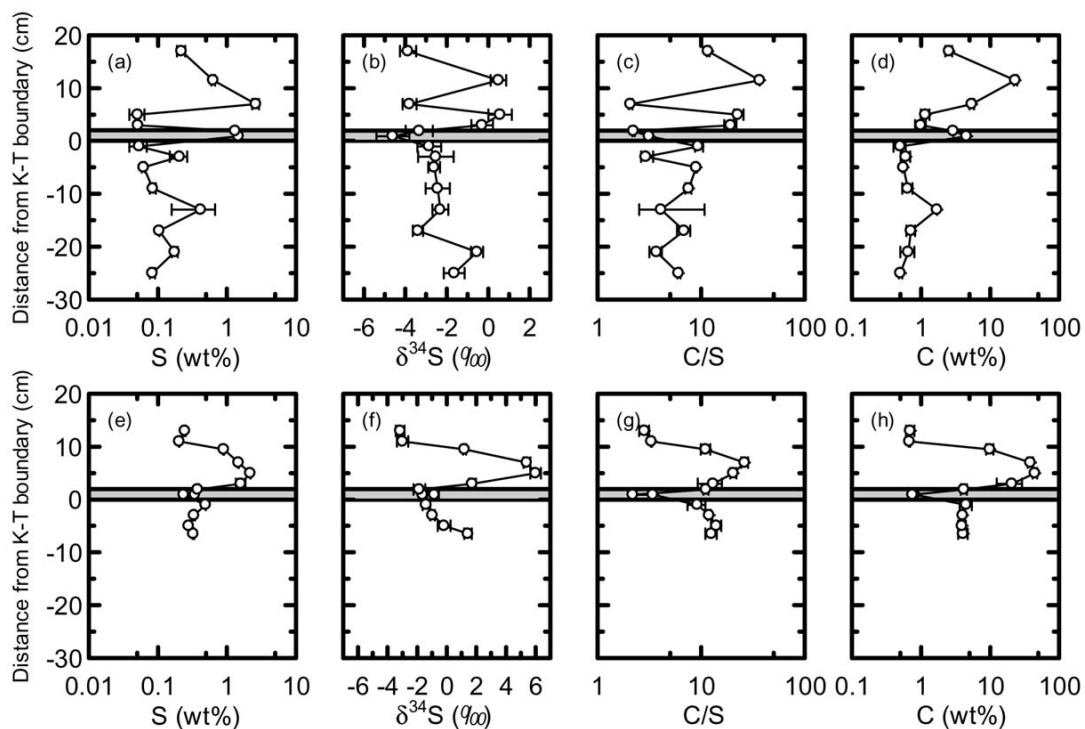 Distance from K-T boundary (cm)
20
10
0
-10
-20
-30
(a)
(b)
(c)
(d)
0.01 0.1 1 10
-6 -4 -2 0 2
1 10 100
0.1 1 10 100
S (wt%)
δ³⁴S (‰)
C/S
C (wt%)
Distance from K-T boundary (cm)
20
10
0
-10
-20
-30
(e)
(f)
(g)
(h)
0.01 0.1 1 10
-6 -4 -2 0 2 4 6
1 10 100
0.1 1 10 100
S (wt%)
δ³⁴S (‰)
C/S
C (wt%)